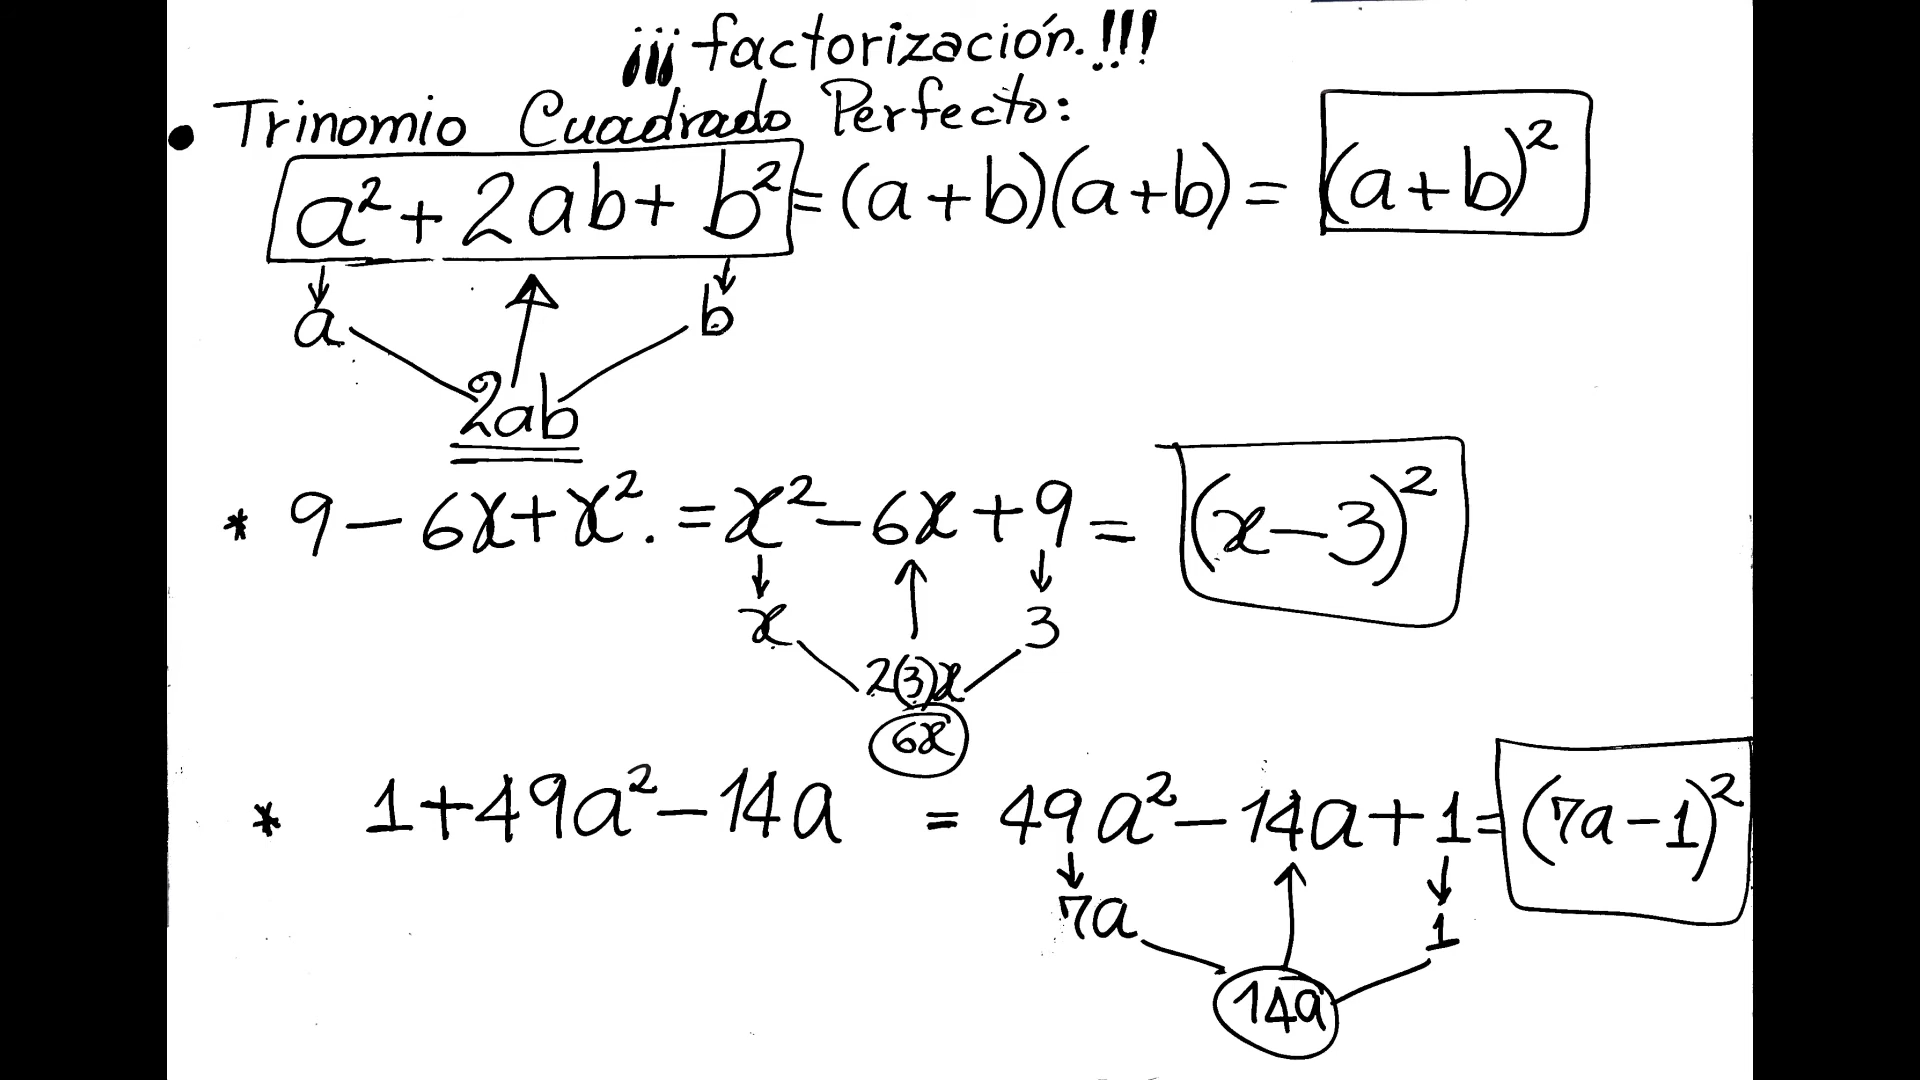 ¡¡¡factorización.!!!
• Trinomio Cuadrado Perfecto:
a² + 2ab + b² = (a + b)(a + b) = (a + b)²
a b
2ab
* 9 - 6x + x². = x² - 6x + 9 = (x - 3)²
x 3
2(3)x
6x
* 1 + 49a² - 14a = 49a² - 14a + 1 = (7a - 1)²
7a 1
14a